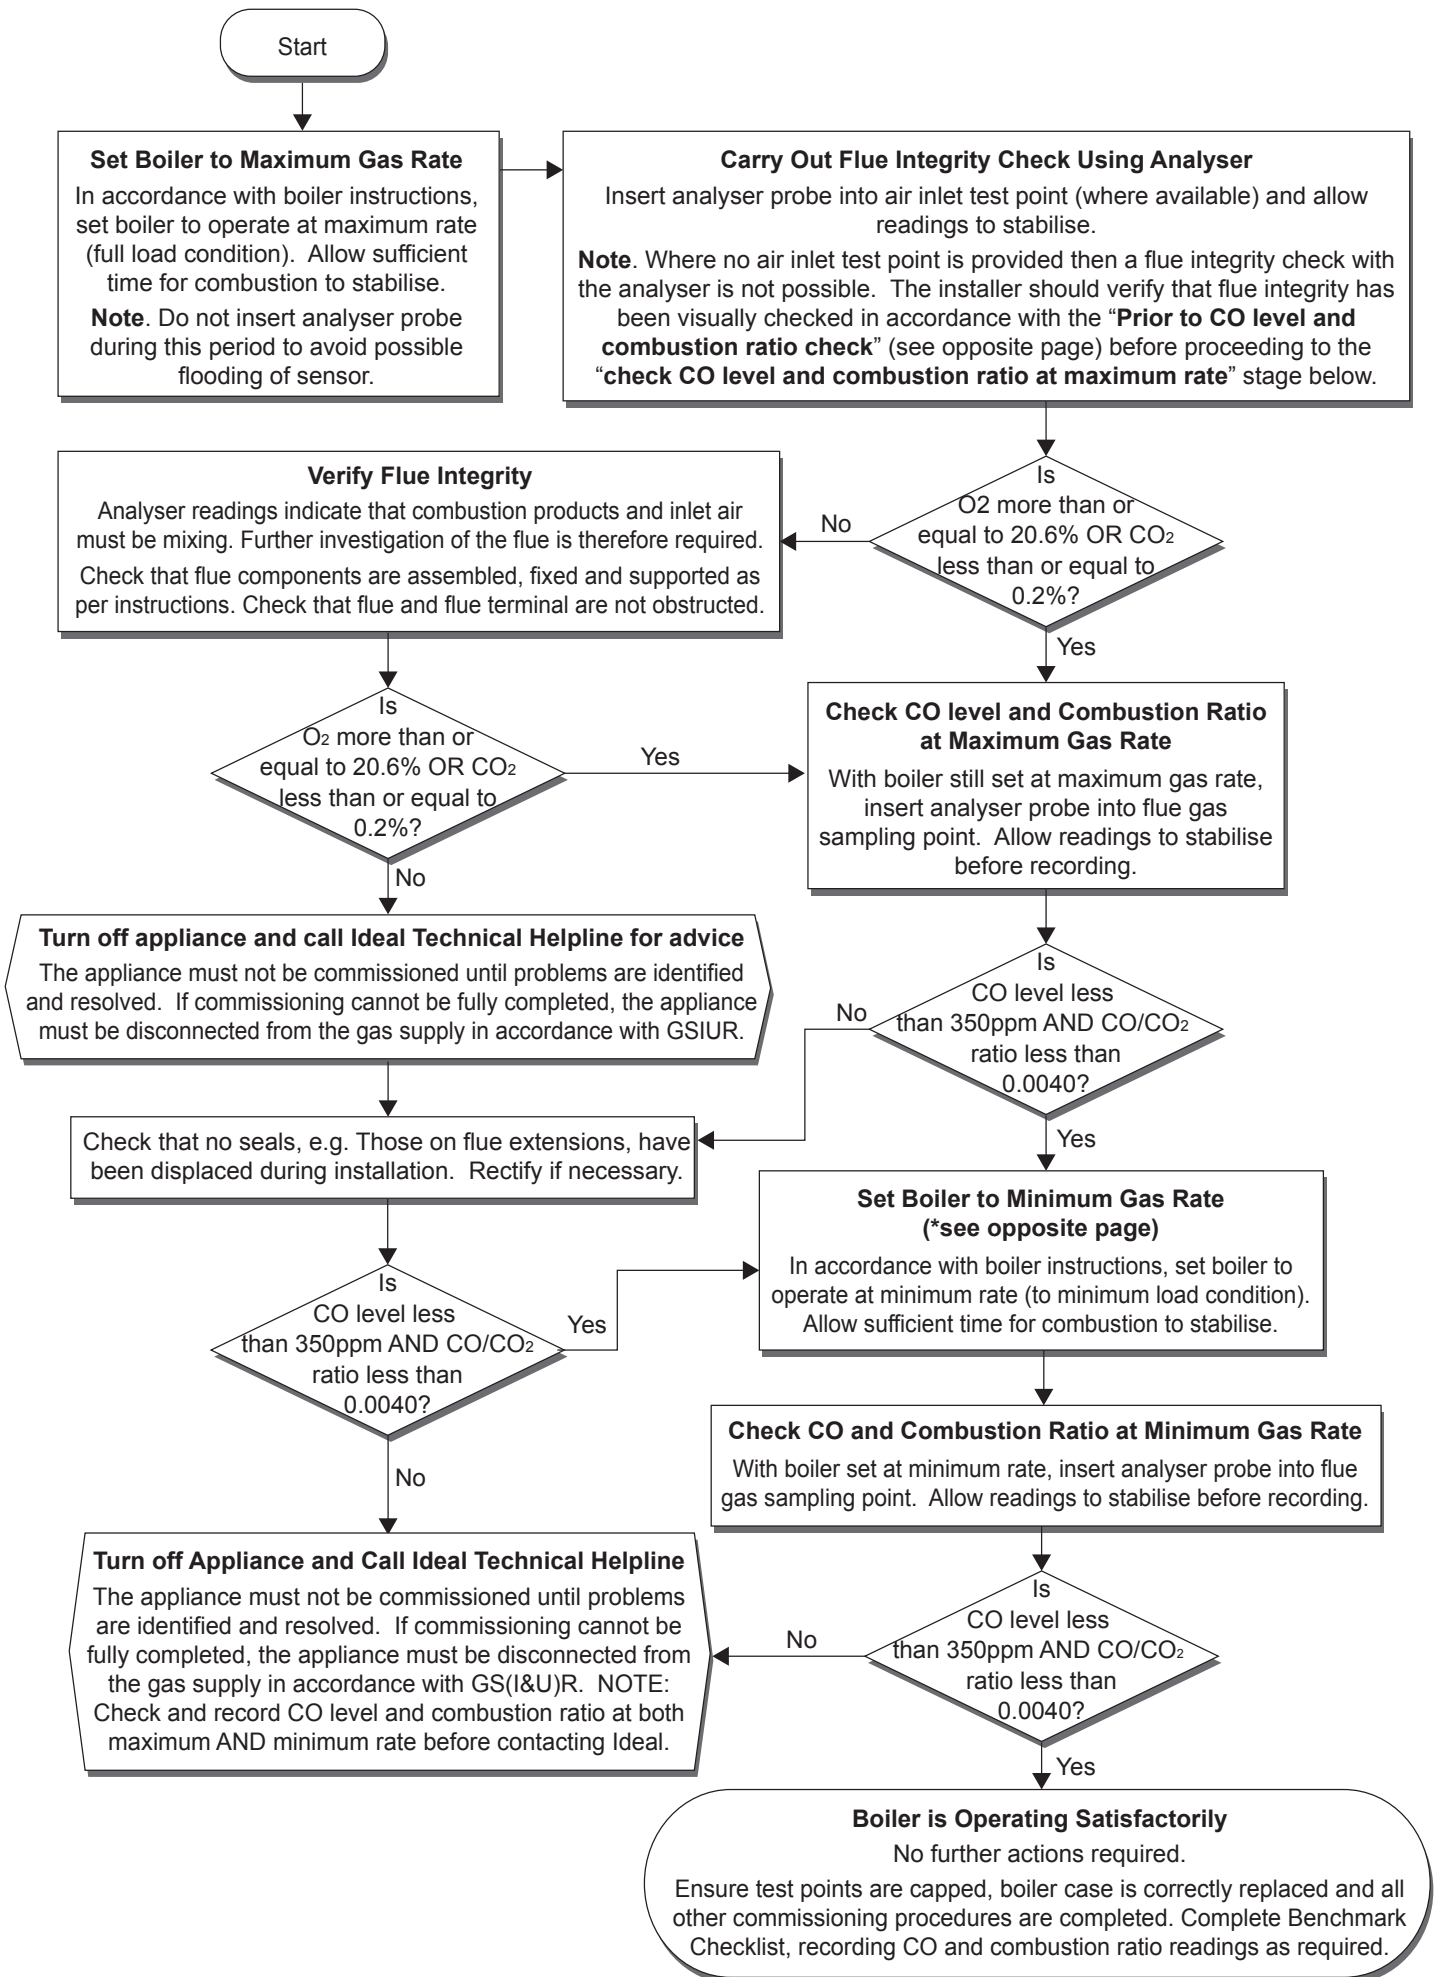 Start
Set Boiler to Maximum Gas Rate
In accordance with boiler instructions,
set boiler to operate at maximum rate
(full load condition).  Allow sufficient
time for combustion to stabilise.
Note. Do not insert analyser probe
during this period to avoid possible
flooding of sensor.
Carry Out Flue Integrity Check Using Analyser
Insert analyser probe into air inlet test point (where available) and allow
readings to stabilise.
Note. Where no air inlet test point is provided then a flue integrity check with
the analyser is not possible.  The installer should verify that flue integrity has
been visually checked in accordance with the “Prior to CO level and
combustion ratio check” (see opposite page) before proceeding to the
“check CO level and combustion ratio at maximum rate” stage below.
Is
O2 more than or
equal to 20.6% OR CO2
less than or equal to
0.2%?
No
Yes
Verify Flue Integrity
Analyser readings indicate that combustion products and inlet air
must be mixing. Further investigation of the flue is therefore required.
Check that flue components are assembled, fixed and supported as
per instructions. Check that flue and flue terminal are not obstructed.
Is
O2 more than or
equal to 20.6% OR CO2
less than or equal to
0.2%?
Yes
No
Check CO level and Combustion Ratio
at Maximum Gas Rate
With boiler still set at maximum gas rate,
insert analyser probe into flue gas
sampling point.  Allow readings to stabilise
before recording.
Turn off appliance and call Ideal Technical Helpline for advice
The appliance must not be commissioned until problems are identified
and resolved.  If commissioning cannot be fully completed, the appliance
must be disconnected from the gas supply in accordance with GSIUR.
Is
CO level less
than 350ppm AND CO/CO2
ratio less than
0.0040?
No
Yes
Check that no seals, e.g. Those on flue extensions, have
been displaced during installation.  Rectify if necessary.
Set Boiler to Minimum Gas Rate
(*see opposite page)
In accordance with boiler instructions, set boiler to
operate at minimum rate (to minimum load condition).
Allow sufficient time for combustion to stabilise.
Is
CO level less
than 350ppm AND CO/CO2
ratio less than
0.0040?
Yes
No
Check CO and Combustion Ratio at Minimum Gas Rate
With boiler set at minimum rate, insert analyser probe into flue
gas sampling point.  Allow readings to stabilise before recording.
Turn off Appliance and Call Ideal Technical Helpline
The appliance must not be commissioned until problems
are identified and resolved.  If commissioning cannot be
fully completed, the appliance must be disconnected from
the gas supply in accordance with GS(I&U)R.  NOTE:
Check and record CO level and combustion ratio at both
maximum AND minimum rate before contacting Ideal.
Is
CO level less
than 350ppm AND CO/CO2
ratio less than
0.0040?
No
Yes
Boiler is Operating Satisfactorily
No further actions required.
Ensure test points are capped, boiler case is correctly replaced and all
other commissioning procedures are completed. Complete Benchmark
Checklist, recording CO and combustion ratio readings as required.